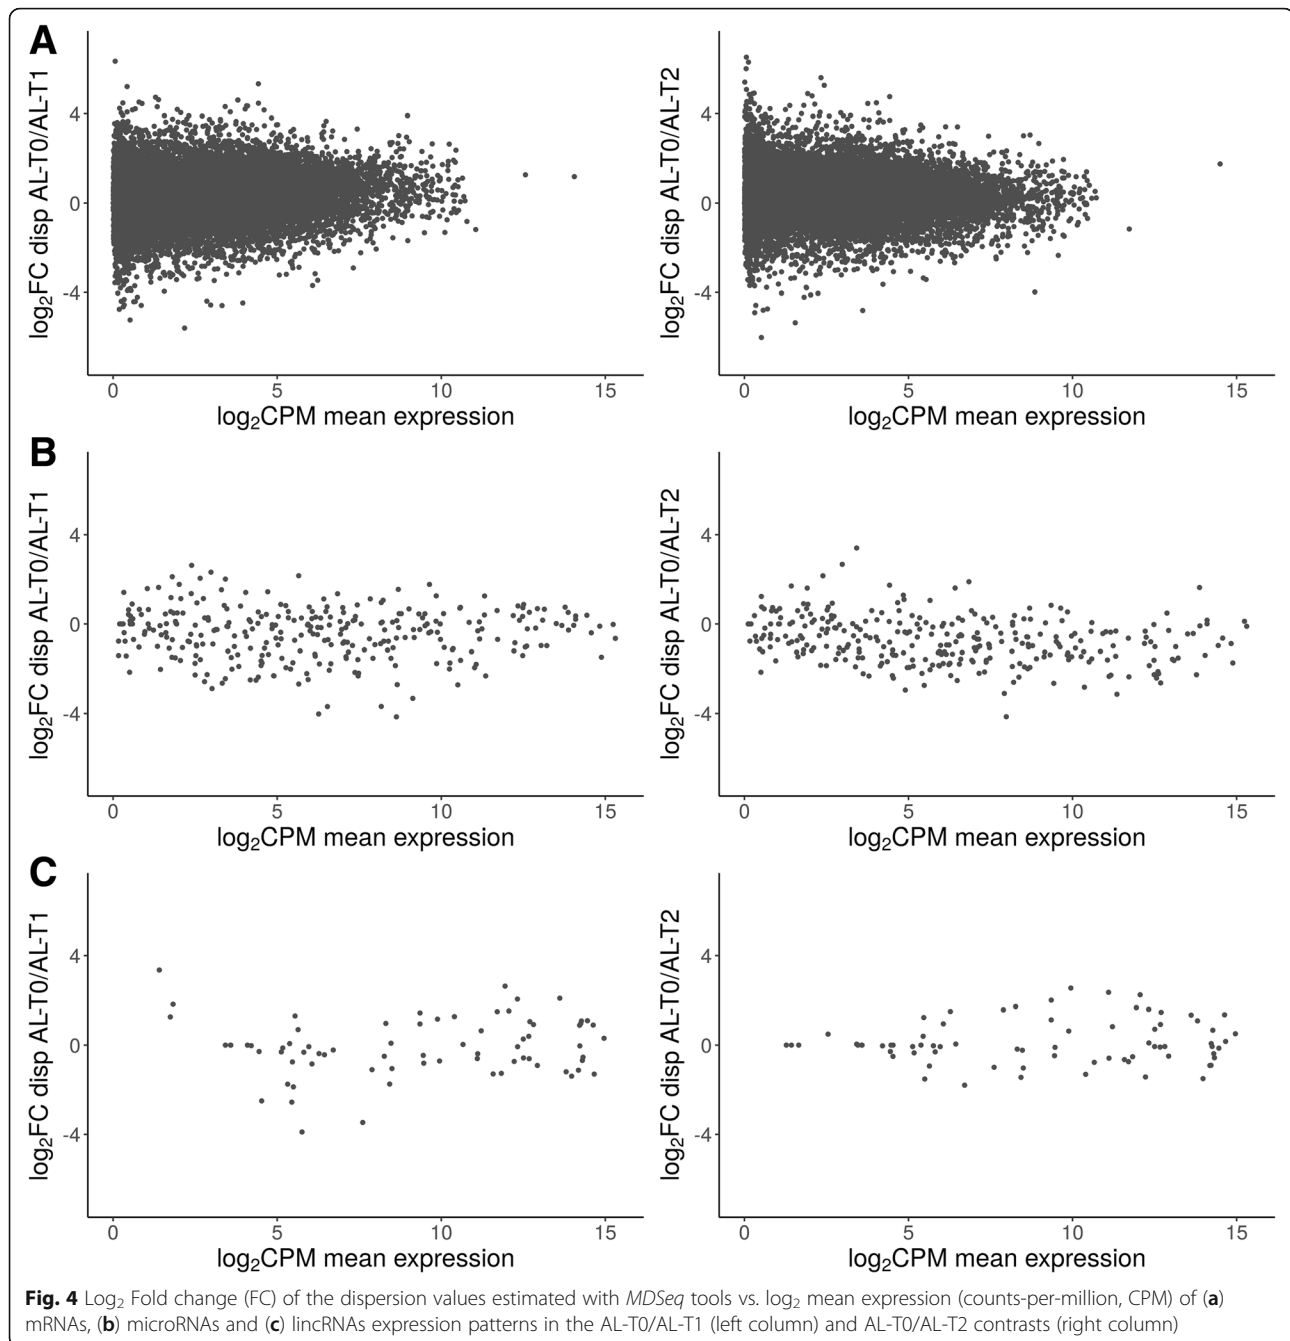 A
log2FC disp AL-T0/AL-T1
4
0
-4
0 5 10 15
log2CPM mean expression
log2FC disp AL-T0/AL-T2
4
0
-4
0 5 10 15
log2CPM mean expression
B
log2FC disp AL-T0/AL-T1
4
0
-4
0 5 10 15
log2CPM mean expression
log2FC disp AL-T0/AL-T2
4
0
-4
0 5 10 15
log2CPM mean expression
C
log2FC disp AL-T0/AL-T1
4
0
-4
0 5 10 15
log2CPM mean expression
log2FC disp AL-T0/AL-T2
4
0
-4
0 5 10 15
log2CPM mean expression
Fig. 4 Log2 Fold change (FC) of the dispersion values estimated with MDSeq tools vs. log2 mean expression (counts-per-million, CPM) of (a)
mRNAs, (b) microRNAs and (c) lincRNAs expression patterns in the AL-T0/AL-T1 (left column) and AL-T0/AL-T2 contrasts (right column)